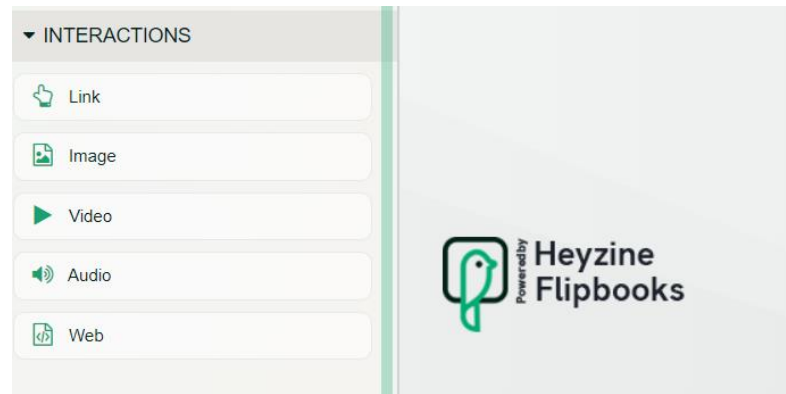 INTERACTIONS
Link
Image
Video
Audio
Web
Powered by
Heyzine
Flipbooks